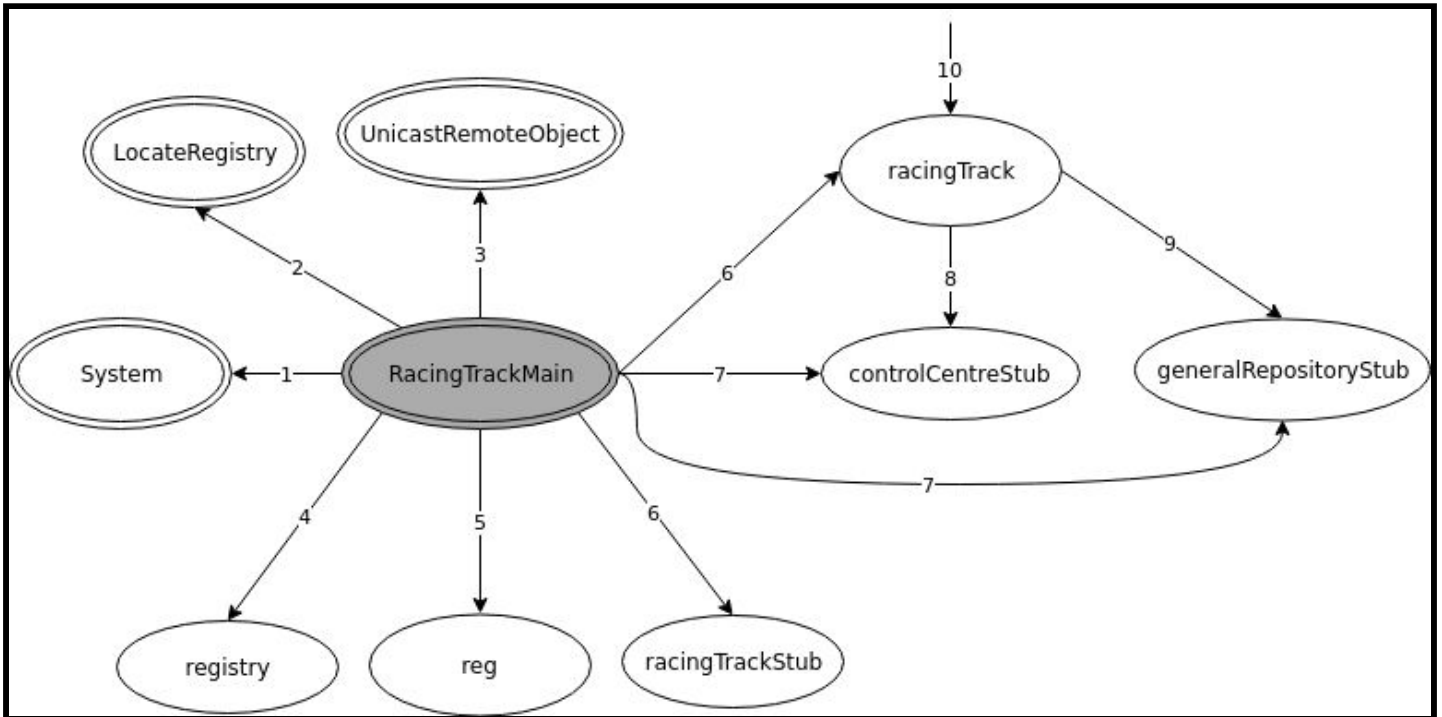 10
UnicastRemoteObject
LocateRegistry
racingTrack
3
2
6
8
9
System
1
RacingTrackMain
7
controlCentreStub
generalRepositoryStub
7
4
5
6
registry
reg
racingTrackStub